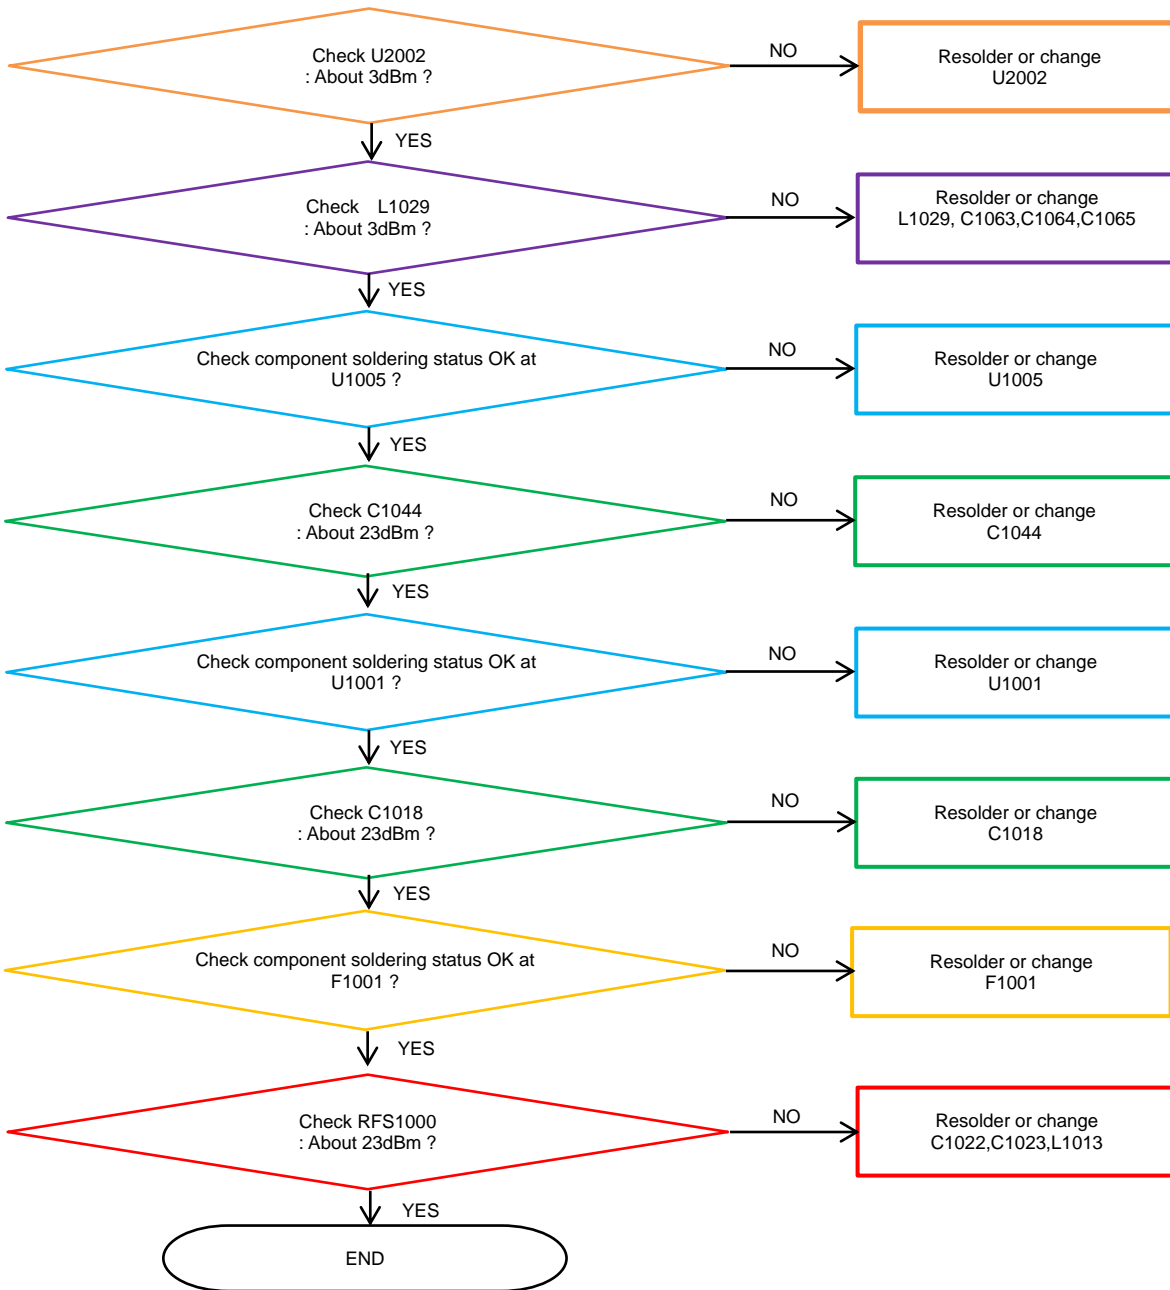 Check U2002
: About 3dBm ?
NO
Resolder or change
U2002
YES
Check L1029
: About 3dBm ?
NO
Resolder or change
L1029, C1063,C1064,C1065
YES
Check component soldering status OK at
U1005 ?
NO
Resolder or change
U1005
YES
Check C1044
: About 23dBm ?
NO
Resolder or change
C1044
YES
Check component soldering status OK at
U1001 ?
NO
Resolder or change
U1001
YES
Check C1018
: About 23dBm ?
NO
Resolder or change
C1018
YES
Check component soldering status OK at
F1001 ?
NO
Resolder or change
F1001
YES
Check RFS1000
: About 23dBm ?
NO
Resolder or change
C1022,C1023,L1013
YES
END